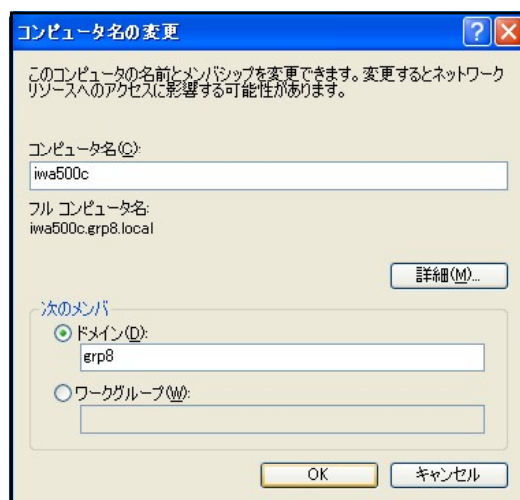 コンピュータ名の変更
このコンピュータの名前とメンバシップを変更できます。変更するとネットワーク
リソースへのアクセスに影響する可能性があります。
コンピュータ名(C):
iwa500c
フル コンピュータ名:
iwa500c.grp8.local
詳細(M)...
次のメンバ
ドメイン(D):
grp8
ワークグループ(W):
OK キャンセル